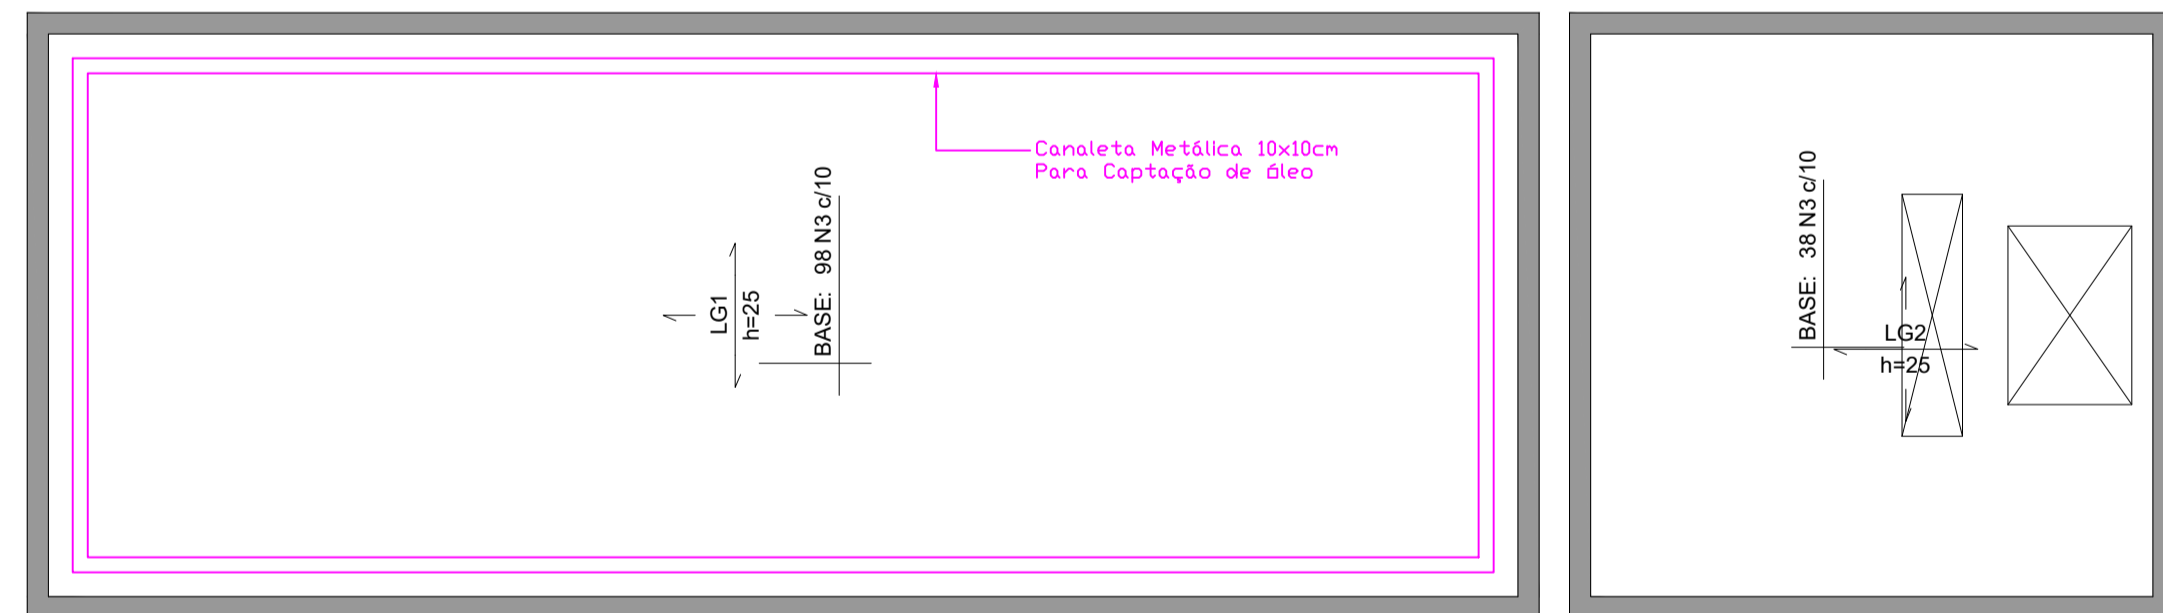 Canaleta Metálica 10x10cm
Para Captação de óleo
LG1
h=25
BASE: 98 N3 c/10
BASE: 38 N3 c/10
LG2
h=25